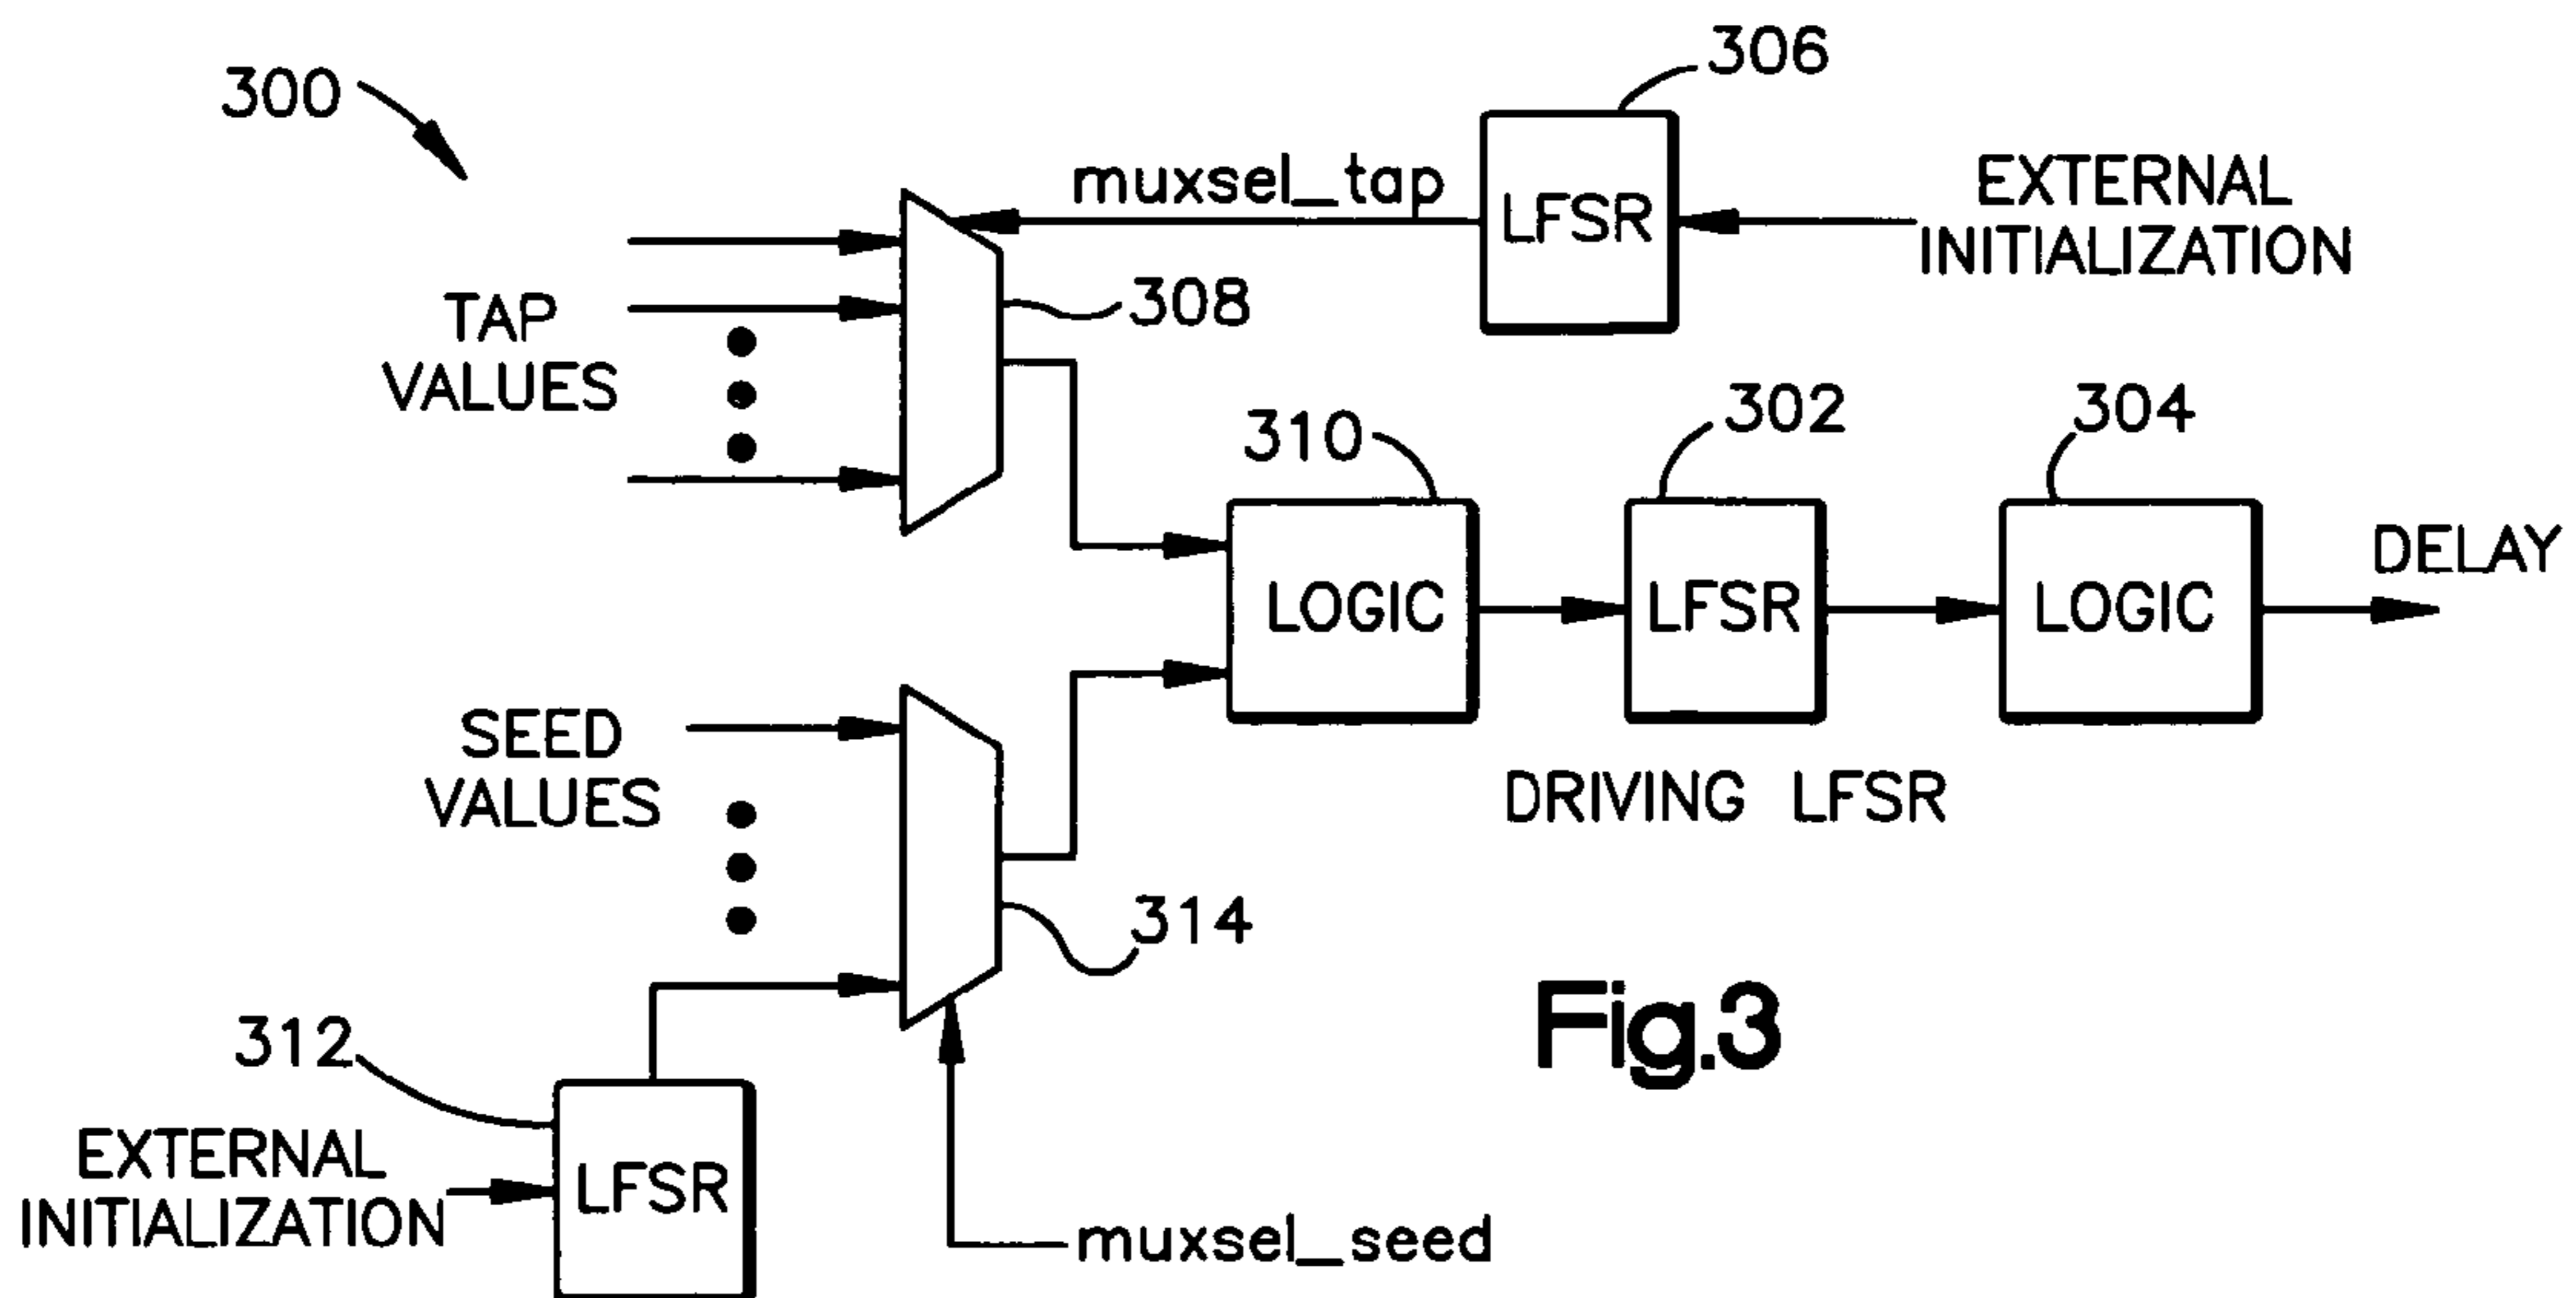 300
306
muxsel_tap
LFSR
EXTERNAL
INITIALIZATION
TAP
VALUES
308
310
302
304
LOGIC
LFSR
LOGIC
DELAY
DRIVING LFSR
SEED
VALUES
314
312
EXTERNAL
INITIALIZATION
LFSR
muxsel_seed
Fig.3